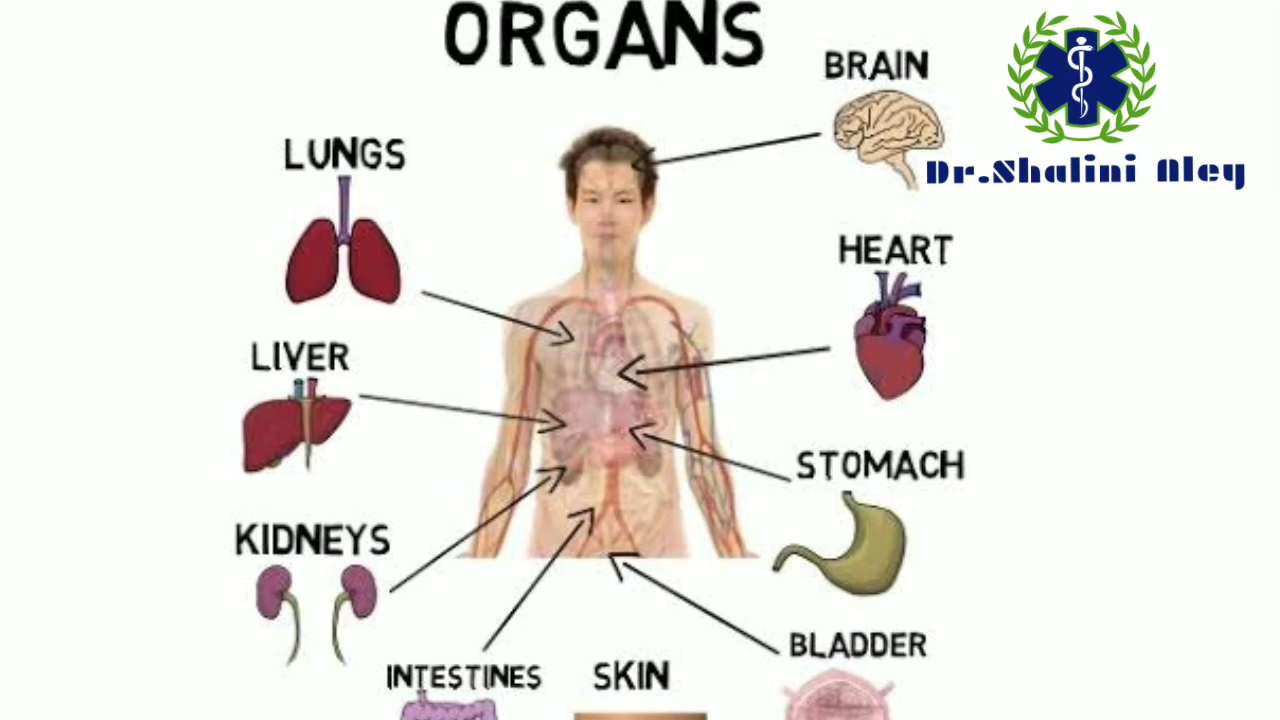 ORGANS
BRAIN
LUNGS
Dr.Shalini Aley
HEART
LIVER
STOMACH
KIDNEYS
BLADDER
INTESTINES
SKIN